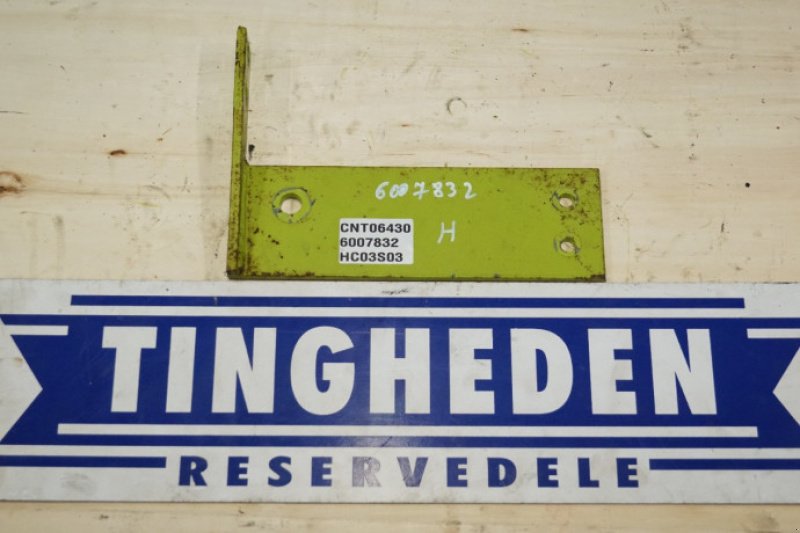 6007832
CNT06430
6007832
HC03S03
H
TINGHEDEN
RESERVEDELE